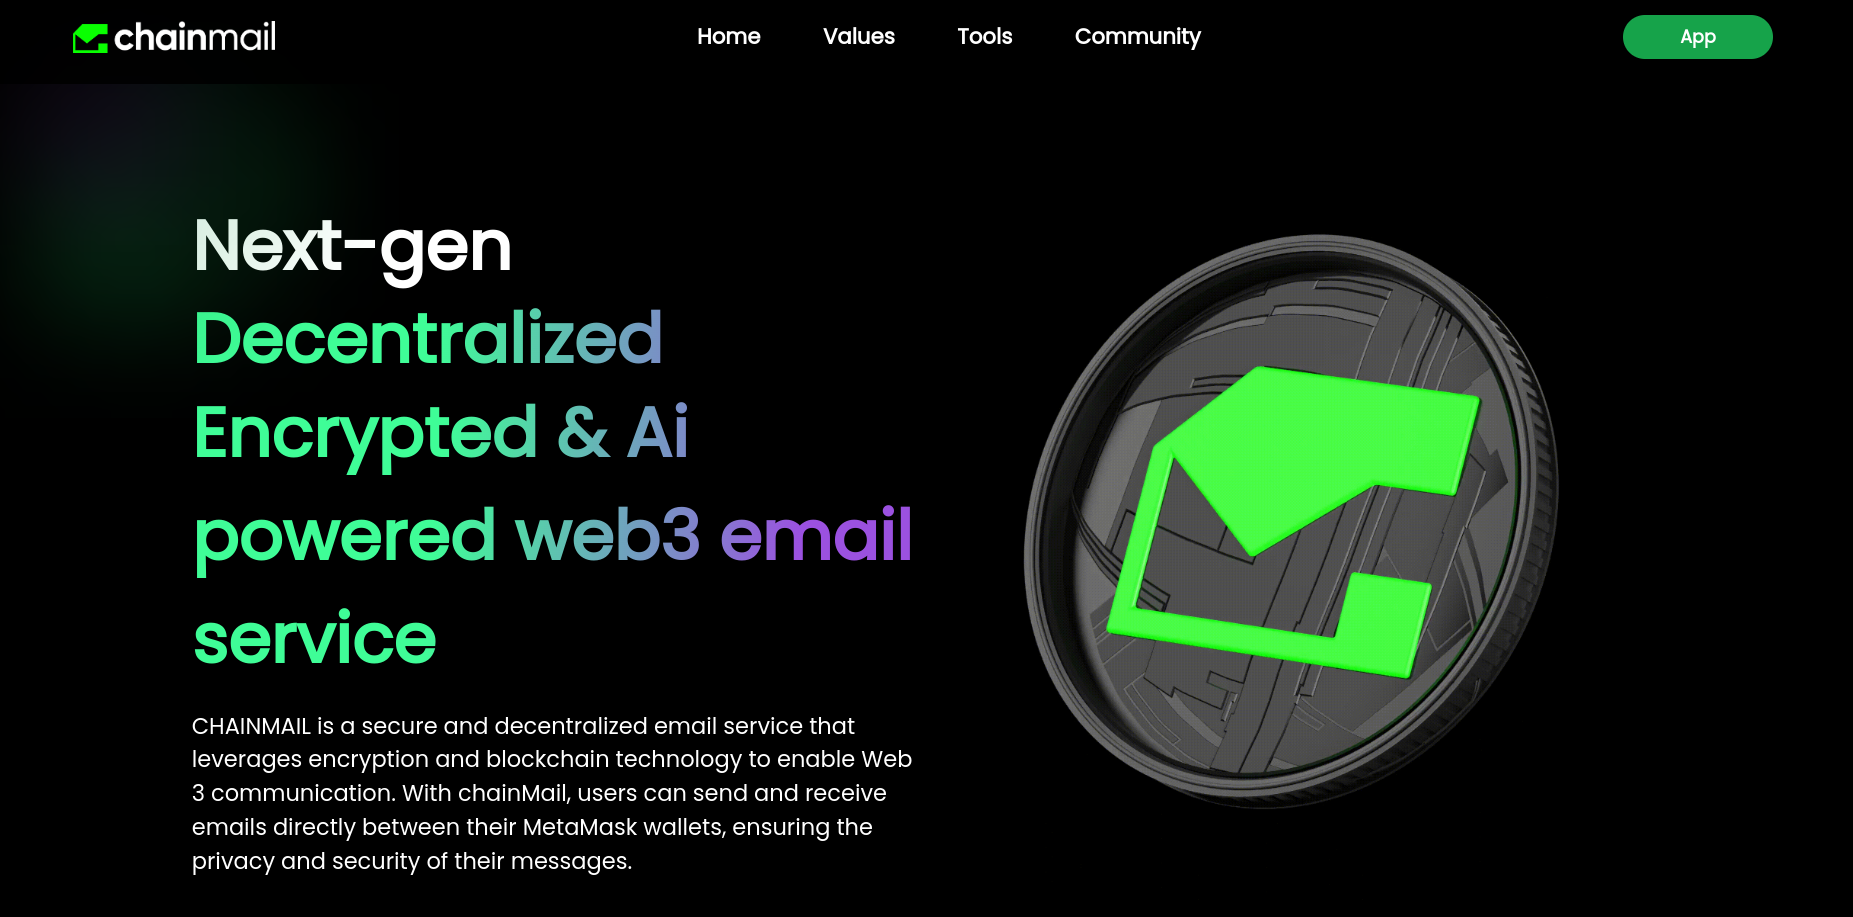 chainmail
Home Values Tools Community App
Next-gen
Decentralized
Encrypted & Ai
powered web3 email
service
CHAINMAIL is a secure and decentralized email service that
leverages encryption and blockchain technology to enable Web
3 communication. With chainMail, users can send and receive
emails directly between their MetaMask wallets, ensuring the
privacy and security of their messages.